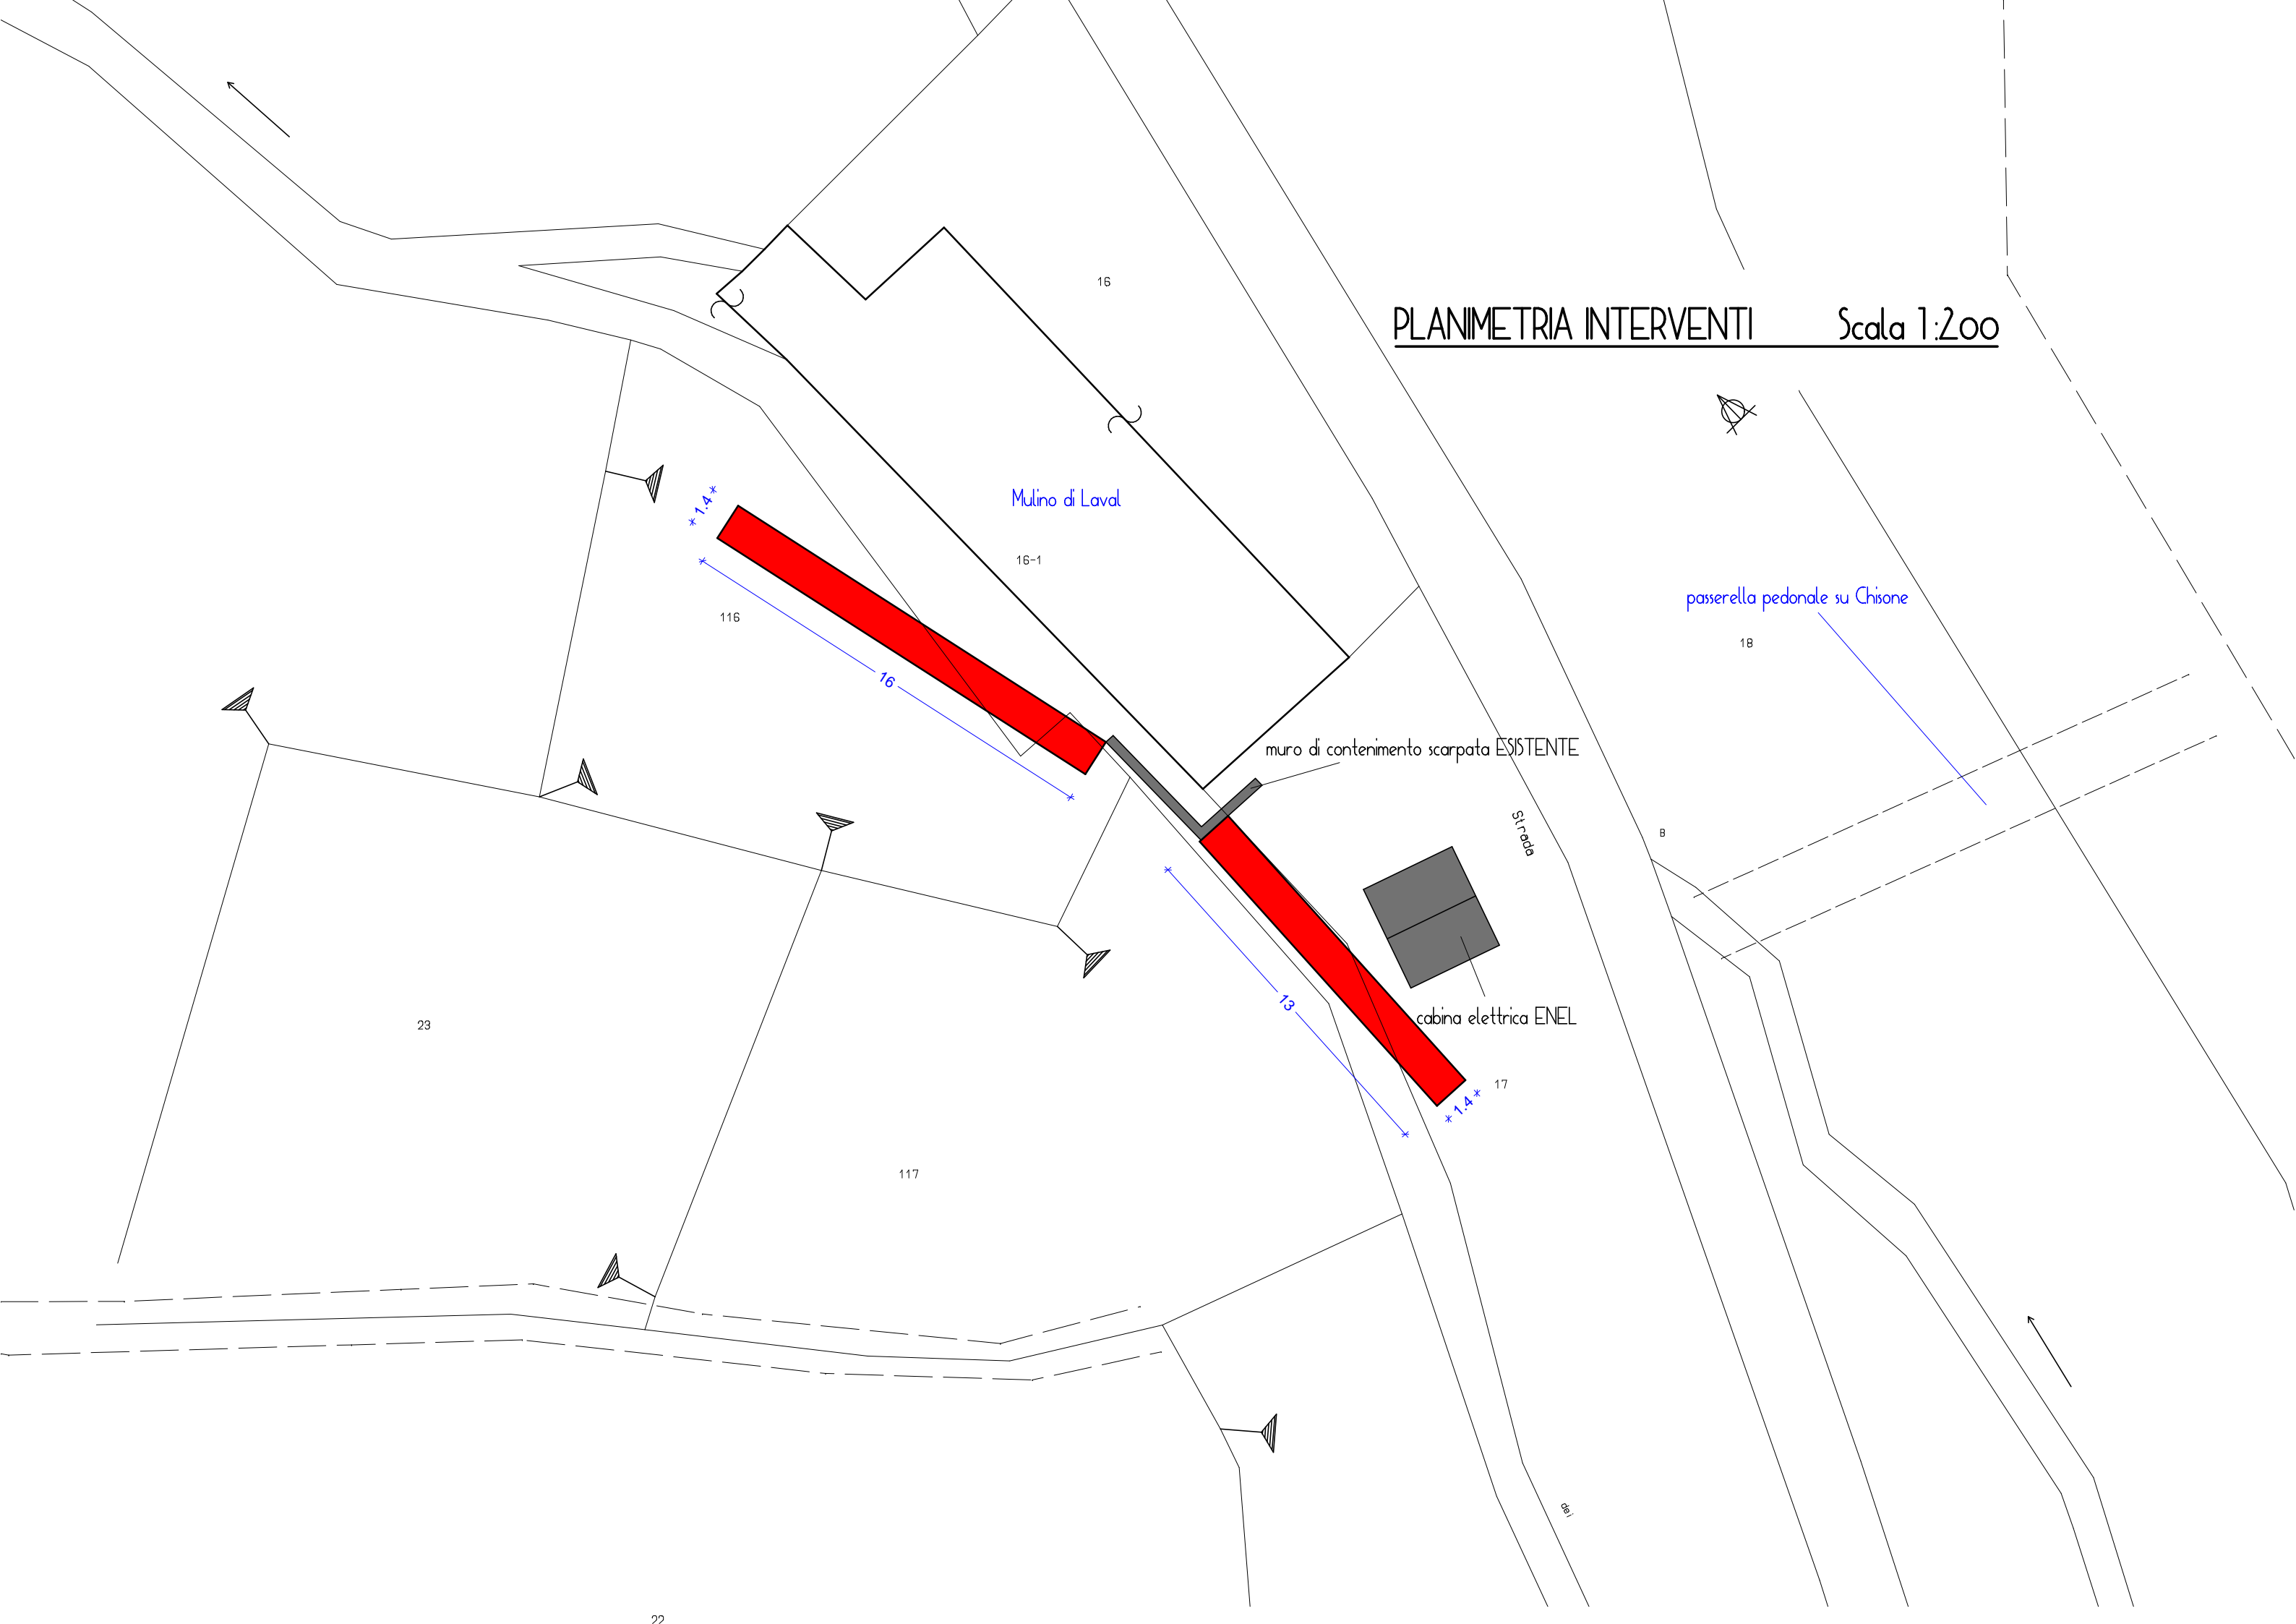 16
PLANIMETRIA INTERVENTI Scala 1:200
Mulino di Laval
* 1.4 *
16-1
passerella pedonale su Chisone
116
18
16
muro di contenimento scarpata ESISTENTE
Strada
B
13
cabina elettrica ENEL
23
17
* 1.4 *
117
dei
22